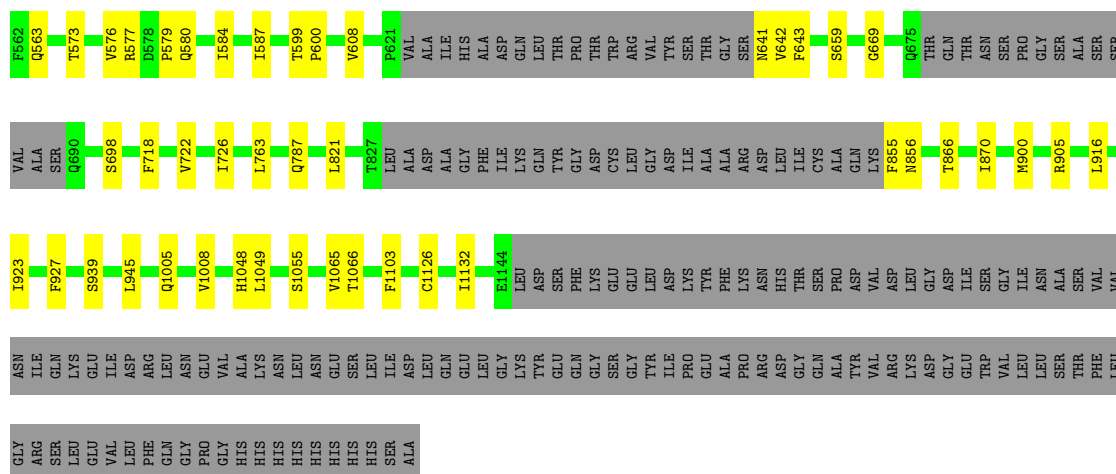 F562 Q563 T573 V576 R577 D578 P579 Q580 I584 I587 T599 P600 V608 P621 VAL ALA ILE HIS ALA ASP GLN LEU THR PRO THR TRP ARG VAL TYR SER THR GLY SER N641 V642 F643 S659 G669 Q675 THR GLN THR ASN SER PRO GLY SER ALA SER SER
VAL ALA SER Q690 S698 F718 V722 I726 L763 Q787 L821 T827 LEU ALA ASP ALA GLY PHE ILE LYS GLN TYR GLY ASP CYS LEU GLY ASP ILE ALA ALA ARG ASP LEU ILE CYS ALA GLN LYS F855 N856 T866 I870 M900 R905 L916
I923 F927 S939 L945 Q1005 V1008 H1048 L1049 S1055 V1065 T1066 F1103 C1126 I1132 E1144 LEU ASP SER PHE LYS GLU GLU LEU ASP LYS TYR PHE LYS ASN HIS THR SER PRO ASP VAL ASP LEU GLY ASP ILE SER GLY ILE ASN ALA SER VAL VAL
ASN ILE GLN LYS GLU ILE ASP ARG LEU ASN GLU VAL ALA LYS ASN LEU ASN GLU SER LEU ILE ASP LEU GLN GLU LEU GLY LYS TYR GLU GLN GLY SER GLY TYR ILE PRO GLU ALA PRO ARG ASP GLY GLN ALA TYR VAL ARG LYS ASP GLY GLU TRP VAL LEU LEU SER THR PHE LEU
GLY ARG SER LEU GLU VAL LEU PHE GLN GLY PRO GLY HIS HIS HIS HIS HIS HIS HIS HIS SER ALA